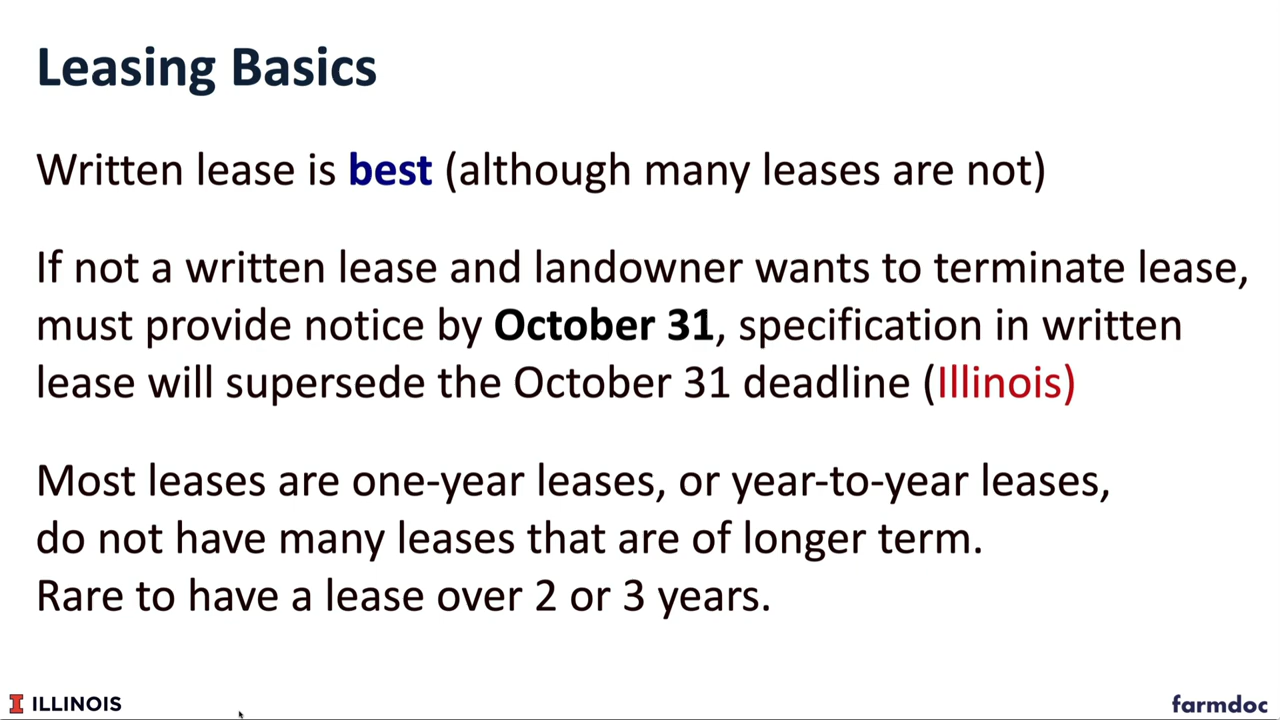 Leasing Basics
Written lease is best (although many leases are not)
If not a written lease and landowner wants to terminate lease,
must provide notice by October 31, specification in written
lease will supersede the October 31 deadline (Illinois)
Most leases are one-year leases, or year-to-year leases,
do not have many leases that are of longer term.
Rare to have a lease over 2 or 3 years.
I ILLINOIS
farmdoc